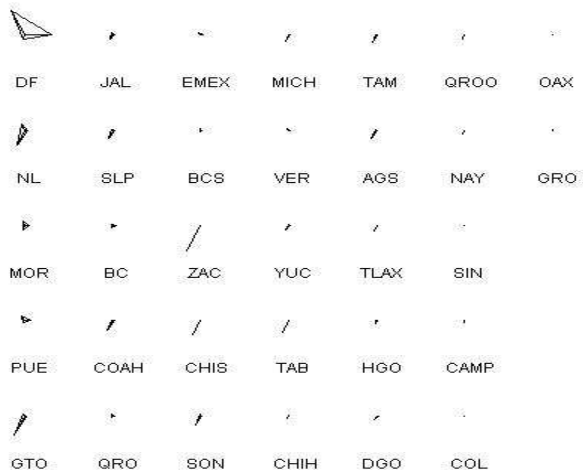 DF JAL EMEX MICH TAM QROO OAX
NL SLP BCS VER AGS NAY GRO
MOR BC ZAC YUC TLAX SIN
PUE COAH CHIS TAB HGO CAMP
GTO QRO SON CHIH DGO COL